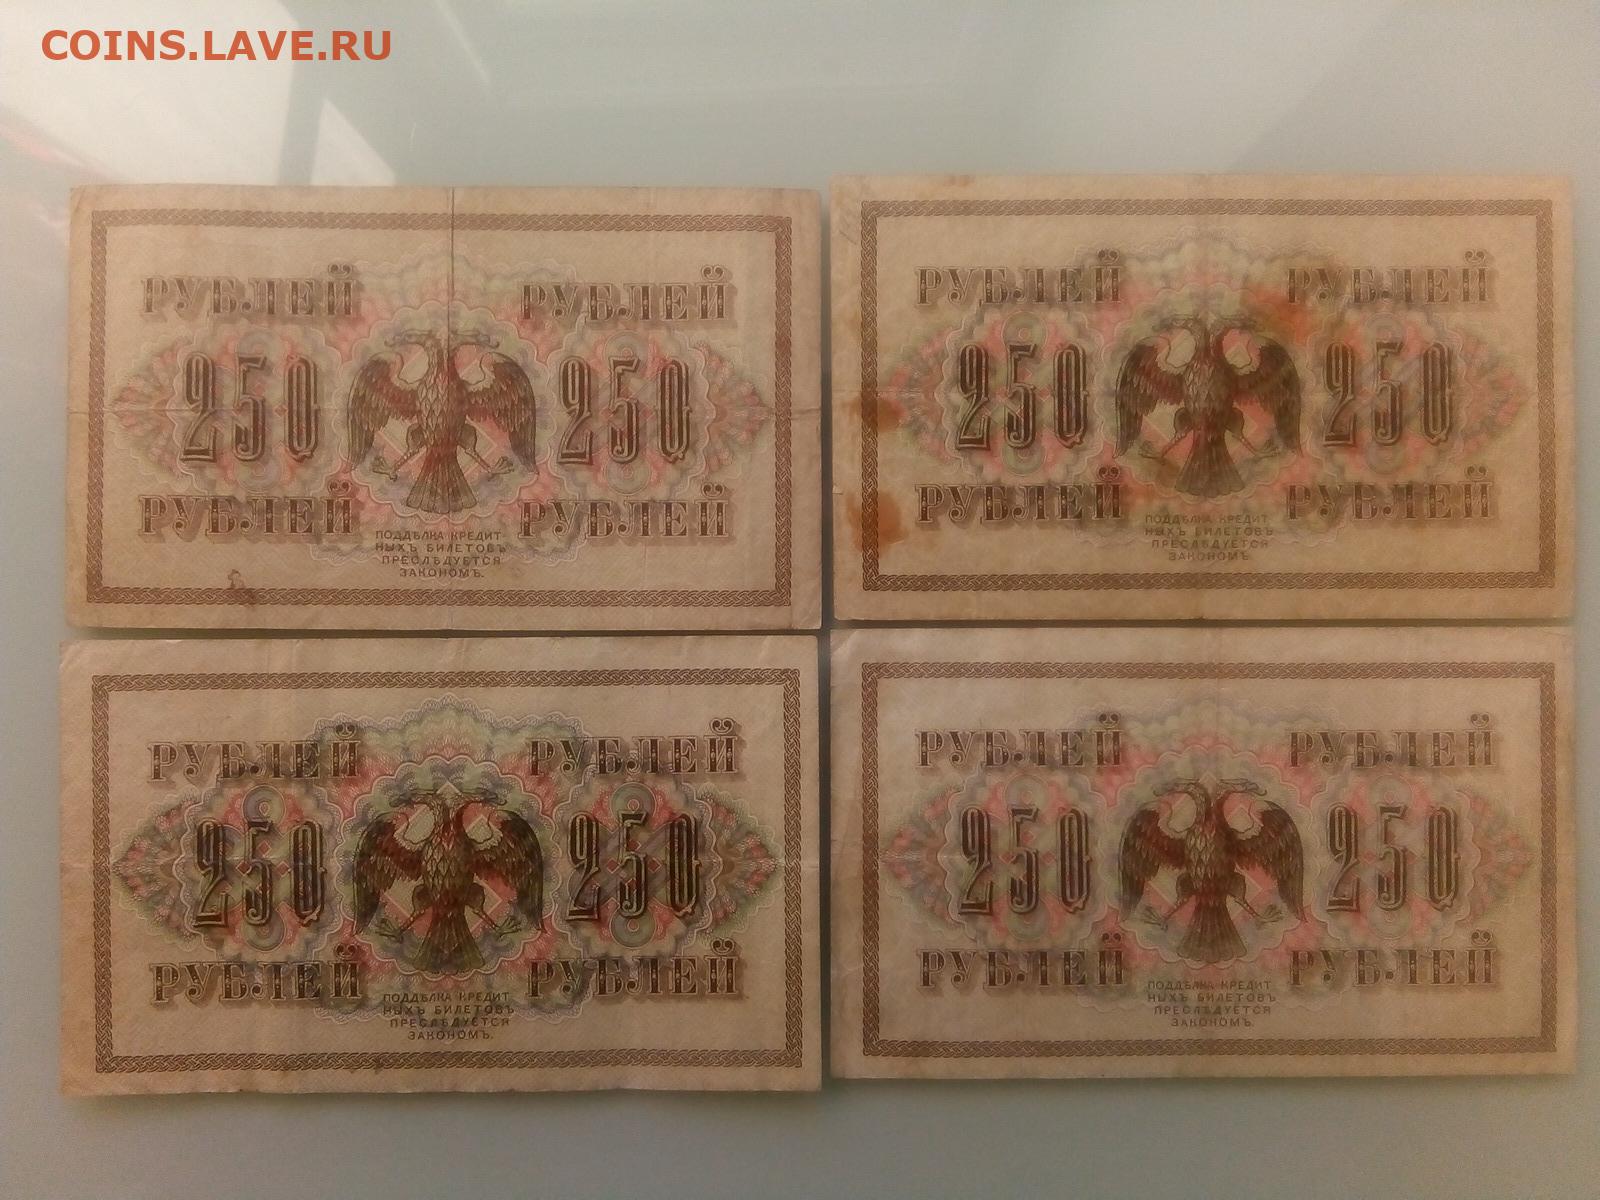 COINS.LAVE.RU
РУБЛЕЙ РУБЛЕЙ
250 250
РУБЛЕЙ РУБЛЕЙ
ПОДДѢЛКА КРЕДИТ-
НЫХЪ БИЛЕТОВЪ
ПРЕСЛѢДУЕТСЯ
ЗАКОНОМЪ.
РУБЛЕЙ РУБЛЕЙ
250 250
РУБЛЕЙ РУБЛЕЙ
ПОДДѢЛКА КРЕДИТ-
НЫХЪ БИЛЕТОВЪ
ПРЕСЛѢДУЕТСЯ
ЗАКОНОМЪ.
РУБЛЕЙ РУБЛЕЙ
250 250
РУБЛЕЙ РУБЛЕЙ
ПОДДѢЛКА КРЕДИТ-
НЫХЪ БИЛЕТОВЪ
ПРЕСЛѢДУЕТСЯ
ЗАКОНОМЪ.
РУБЛЕЙ РУБЛЕЙ
250 250
РУБЛЕЙ РУБЛЕЙ
ПОДДѢЛКА КРЕДИТ-
НЫХЪ БИЛЕТОВЪ
ПРЕСЛѢДУЕТСЯ
ЗАКОНОМЪ.